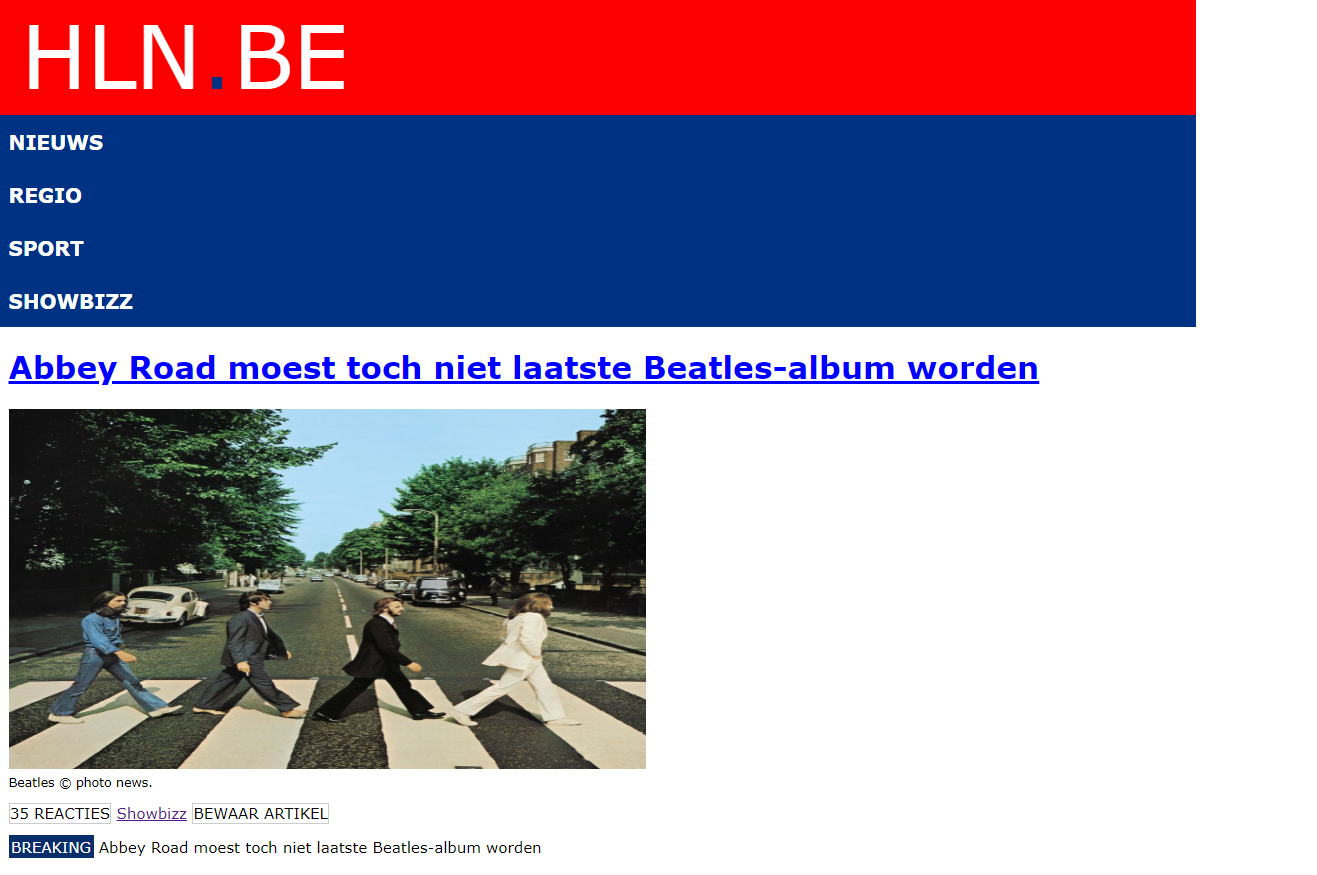 HLN.BE
NIEUWS
REGIO
SPORT
SHOWBIZZ
Abbey Road moest toch niet laatste Beatles-album worden
Beatles © photo news.
35 REACTIES Showbizz BEWAAR ARTIKEL
BREAKING Abbey Road moest toch niet laatste Beatles-album worden